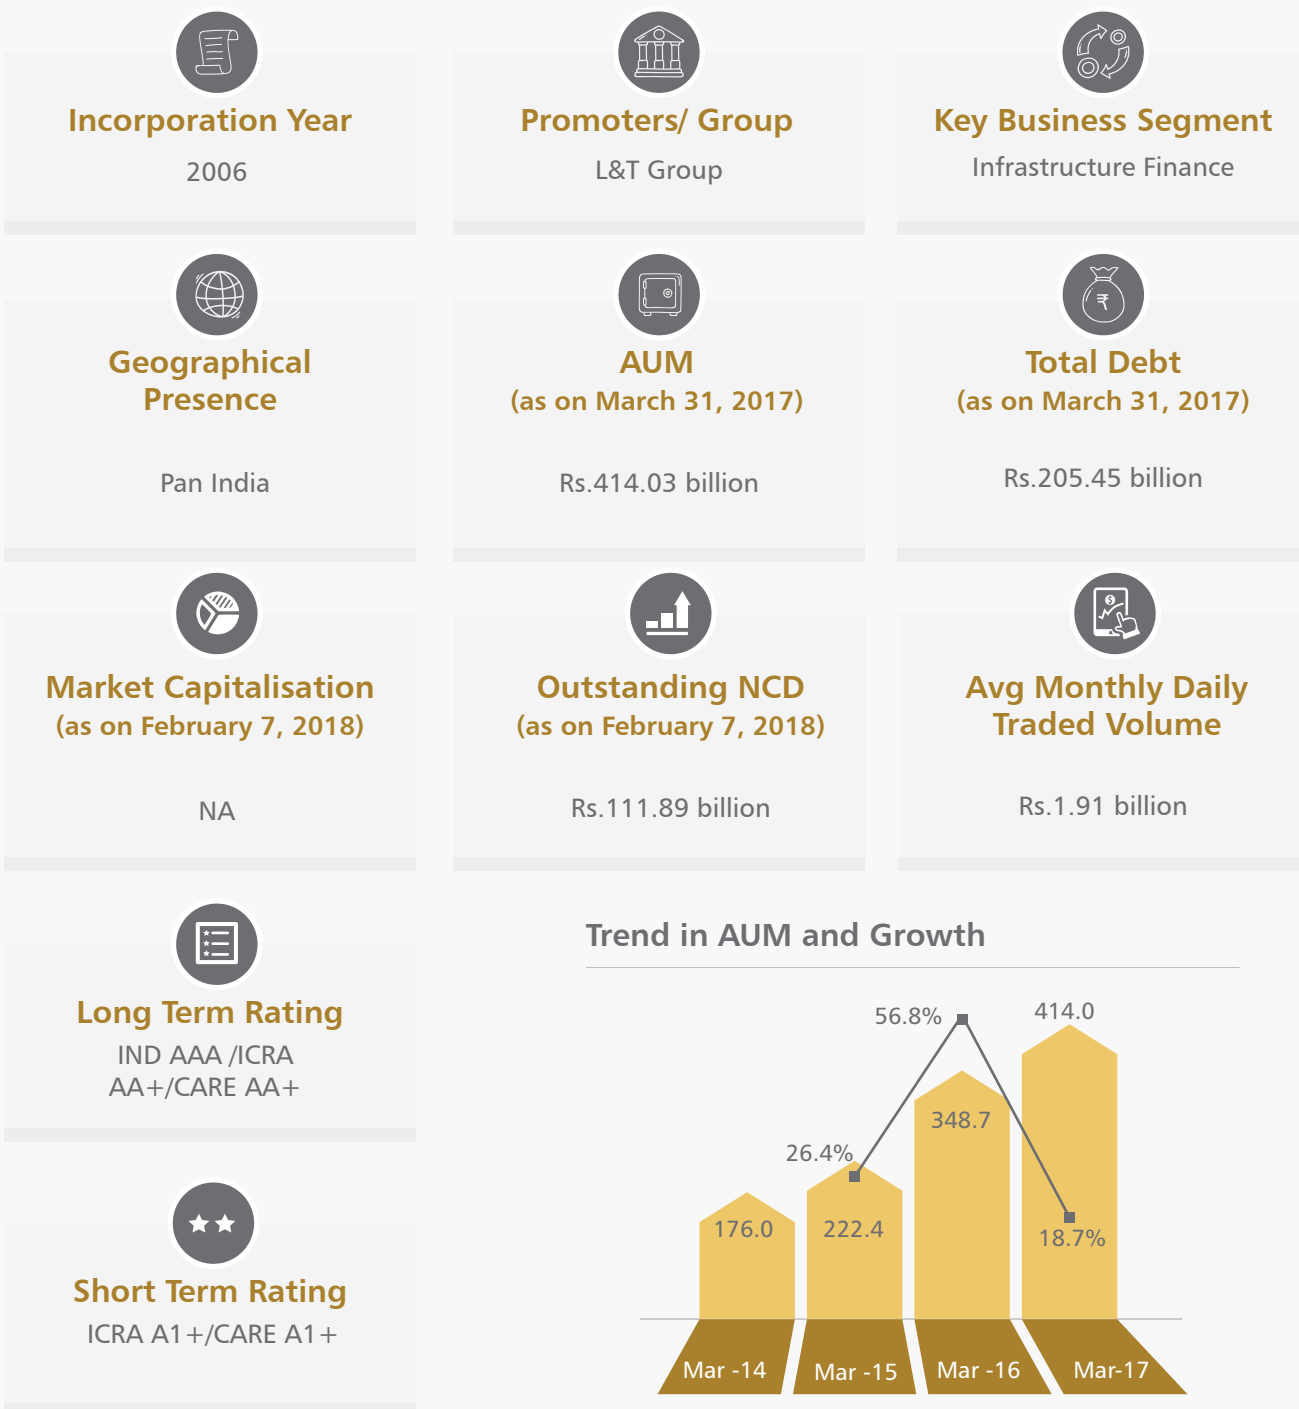 Incorporation Year
2006
Promoters/ Group
L&T Group
Key Business Segment
Infrastructure Finance
Geographical
Presence
Pan India
AUM
(as on March 31, 2017)
Rs.414.03 billion
Total Debt
(as on March 31, 2017)
₹
Rs.205.45 billion
Market Capitalisation
(as on February 7, 2018)
NA
Outstanding NCD
(as on February 7, 2018)
Rs.111.89 billion
$
Avg Monthly Daily
Traded Volume
Rs.1.91 billion
Long Term Rating
IND AAA /ICRA
AA+/CARE AA+
Short Term Rating
ICRA A1+/CARE A1+
Trend in AUM and Growth
56.8%
414.0
348.7
26.4%
176.0
222.4
18.7%
Mar -14
Mar -15
Mar -16
Mar-17